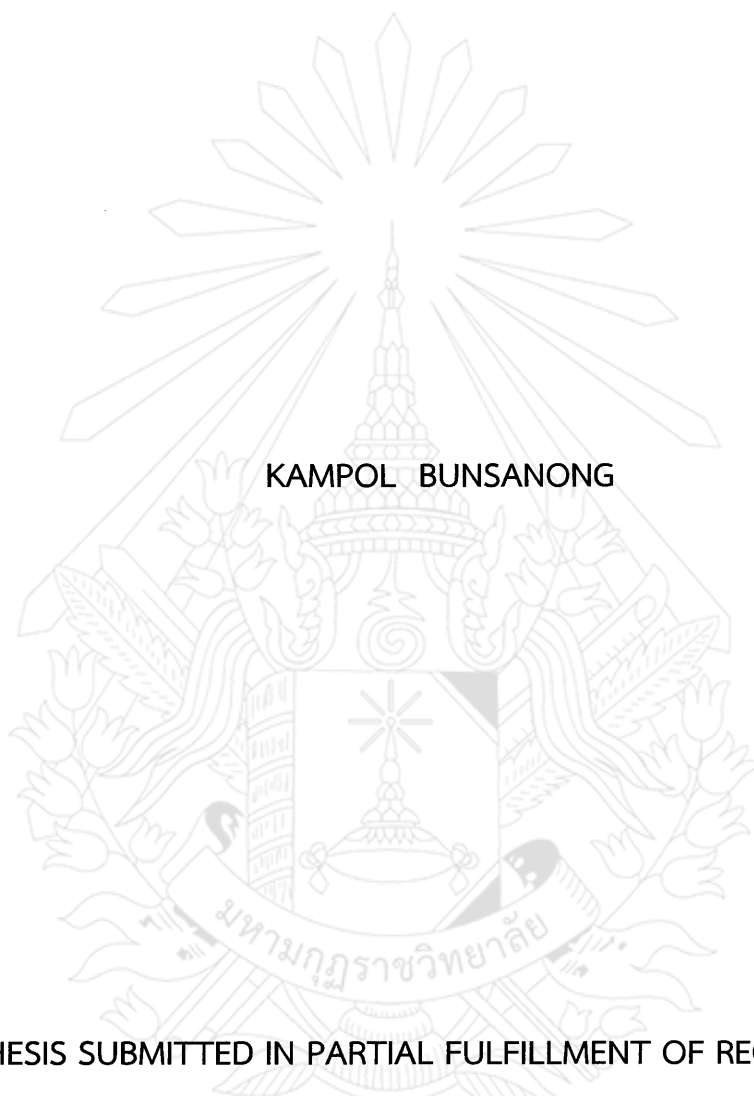 KAMPOL BUNSANONG
มหามกุฏราชวิทยาลัย
HESIS SUBMITTED IN PARTIAL FULFILLMENT OF RE